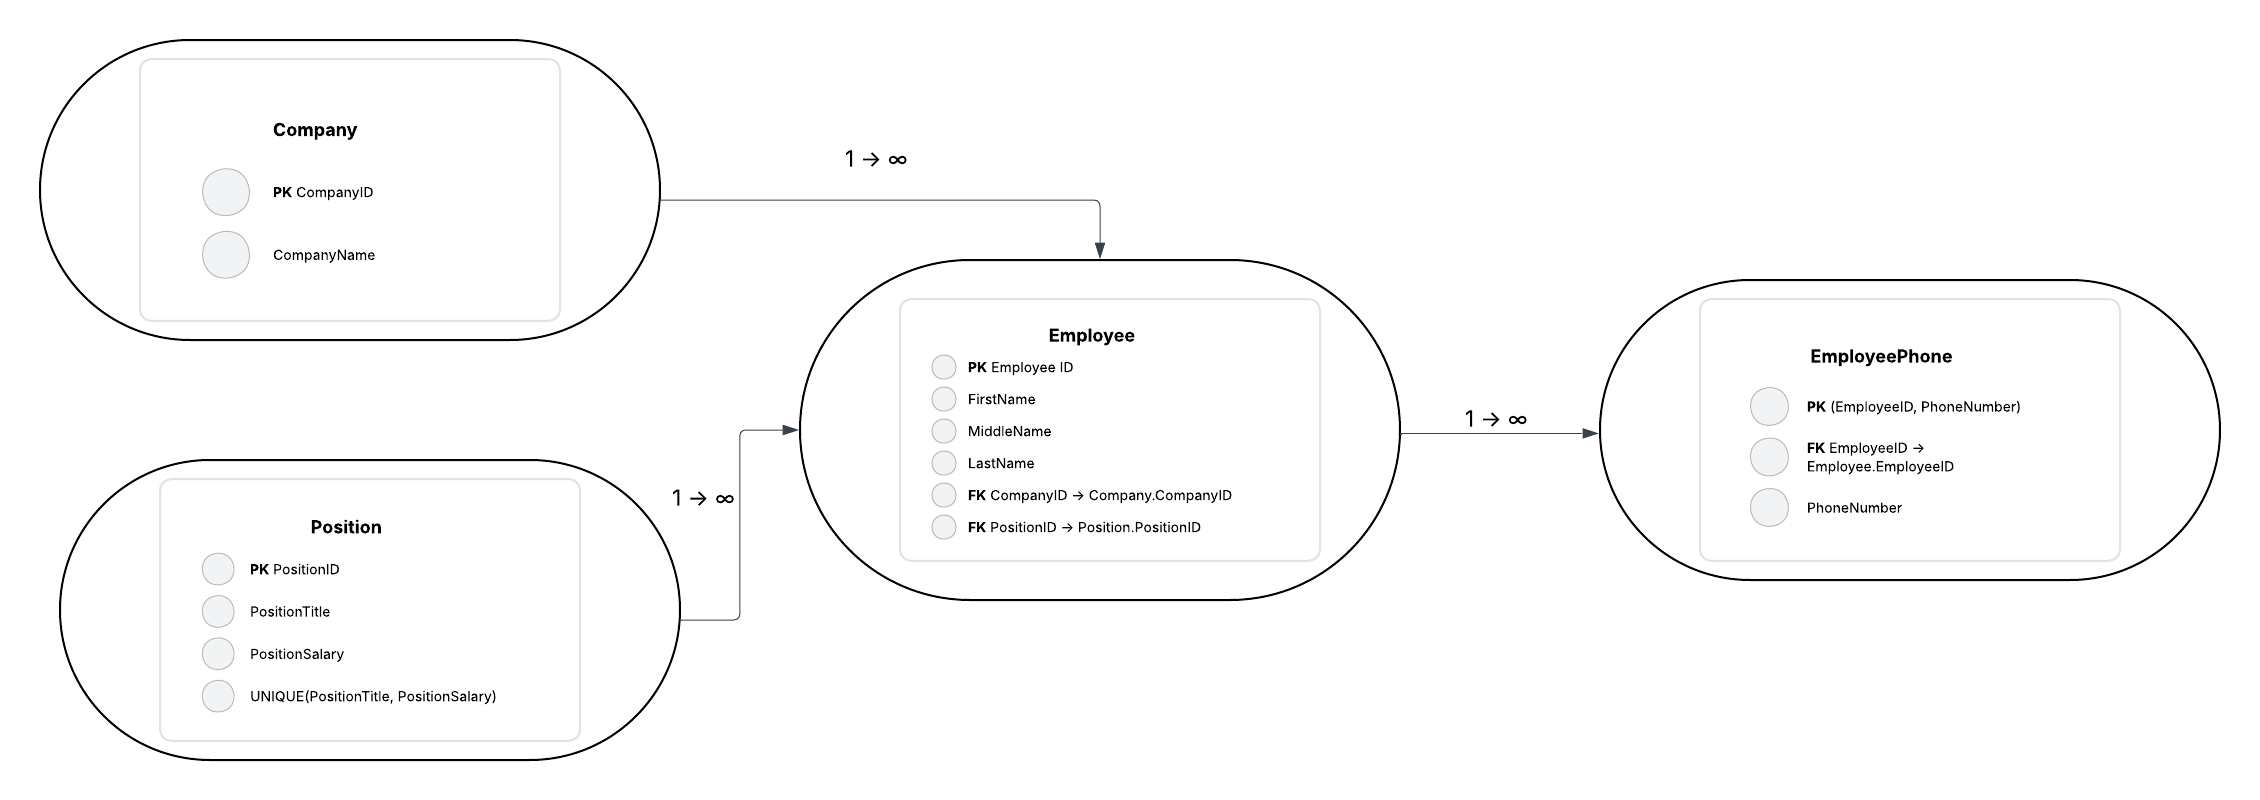 Company
PK CompanyID
CompanyName
1 → ∞
Employee
PK Employee ID
FirstName
MiddleName
LastName
FK CompanyID → Company.CompanyID
FK PositionID → Position.PositionID
1 → ∞
EmployeePhone
PK (EmployeeID, PhoneNumber)
FK EmployeeID →
Employee.EmployeeID
PhoneNumber
1 → ∞
Position
PK PositionID
PositionTitle
PositionSalary
UNIQUE(PositionTitle, PositionSalary)